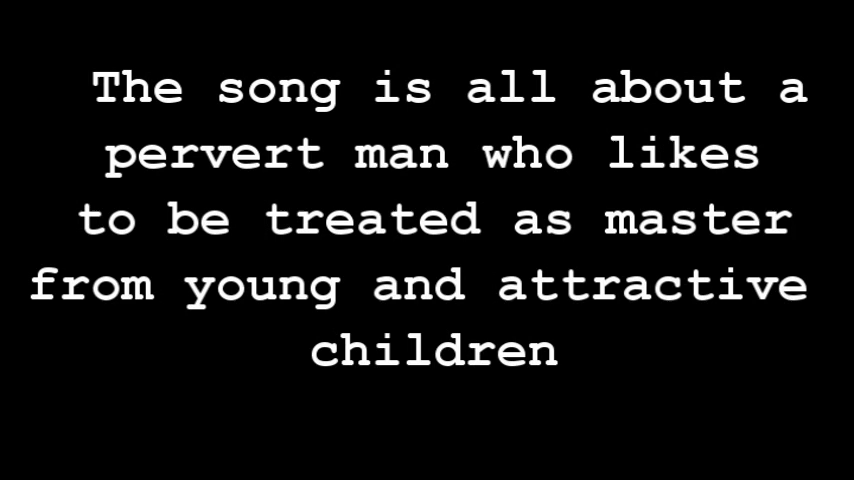 The song is all about a
pervert man who likes
to be treated as master
from young and attractive
children